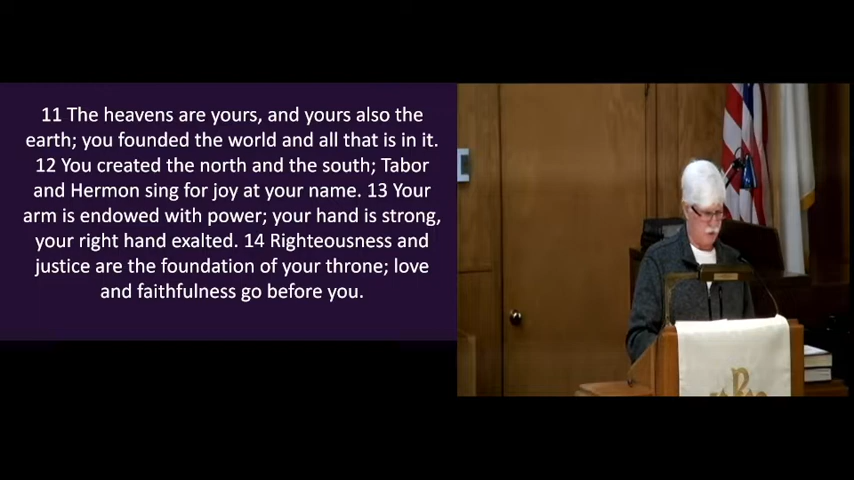 11 The heavens are yours, and yours also the
earth; you founded the world and all that is in it.
12 You created the north and the south; Tabor
and Hermon sing for joy at your name. 13 Your
arm is endowed with power; your hand is strong,
your right hand exalted. 14 Righteousness and
justice are the foundation of your throne; love
and faithfulness go before you.